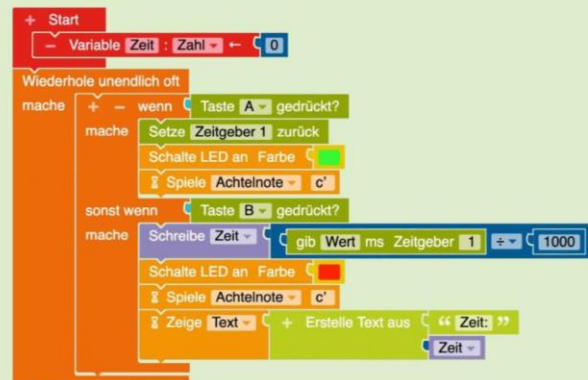 + Start
− Variable Zeit : Zahl ← 0
Wiederhole unendlich oft
mache + − wenn Taste A gedrückt?
mache Setze Zeitgeber 1 zurück
Schalte LED an Farbe
Spiele Achtelnote c'
sonst wenn Taste B gedrückt?
mache Schreibe Zeit gib Wert ms Zeitgeber 1 ÷ 1000
Schalte LED an Farbe
Spiele Achtelnote c'
Zeige Text + Erstelle Text aus “ Zeit: ”
Zeit